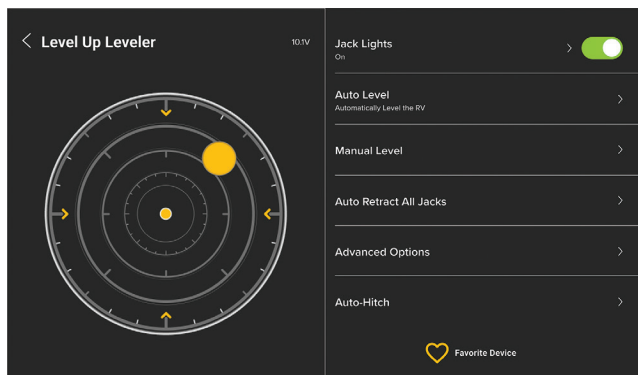 Level Up Leveler
10.1V
Jack Lights
On
Auto Level
Automatically Level the RV
Manual Level
Auto Retract All Jacks
Advanced Options
Auto-Hitch
Favorite Device